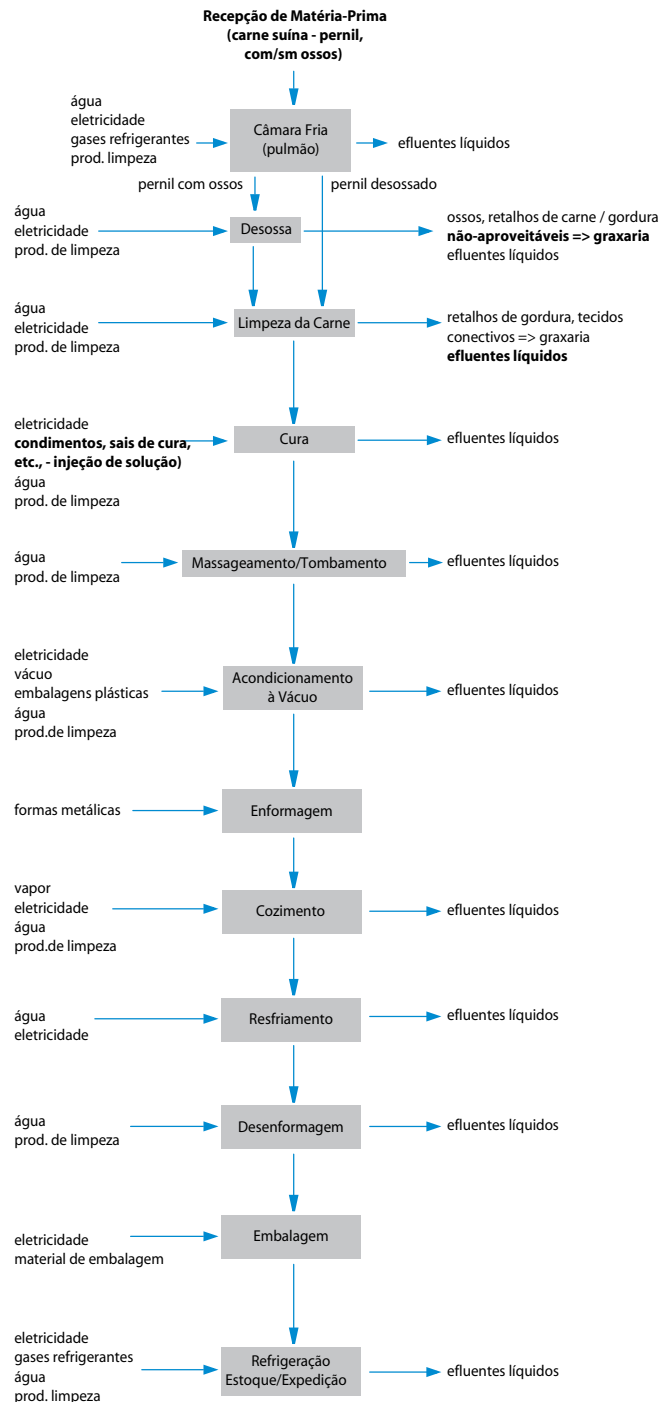 Recepção de Matéria-Prima
(carne suína - pernil,
com/sm ossos)
água
eletricidade
gases refrigerantes
prod. limpeza
Câmara Fria
(pulmão)
efluentes líquidos
pernil com ossos
pernil desossado
água
eletricidade
prod. de limpeza
Desossa
ossos, retalhos de carne / gordura
não-aproveitáveis => graxaria
efluentes líquidos
água
eletricidade
prod. de limpeza
Limpeza da Carne
retalhos de gordura, tecidos
conectivos => graxaria
efluentes líquidos
eletricidade
condimentos, sais de cura,
etc., - injeção de solução)
água
prod. de limpeza
Cura
efluentes líquidos
água
prod. de limpeza
Massageamento/Tombamento
efluentes líquidos
eletricidade
vácuo
embalagens plásticas
água
prod.de limpeza
Acondicionamento
à Vácuo
efluentes líquidos
formas metálicas
Enformagem
vapor
eletricidade
água
prod.de limpeza
Cozimento
efluentes líquidos
água
eletricidade
Resfriamento
efluentes líquidos
água
prod. de limpeza
Desenformagem
efluentes líquidos
eletricidade
material de embalagem
Embalagem
eletricidade
gases refrigerantes
água
prod. limpeza
Refrigeração
Estoque/Expedição
efluentes líquidos